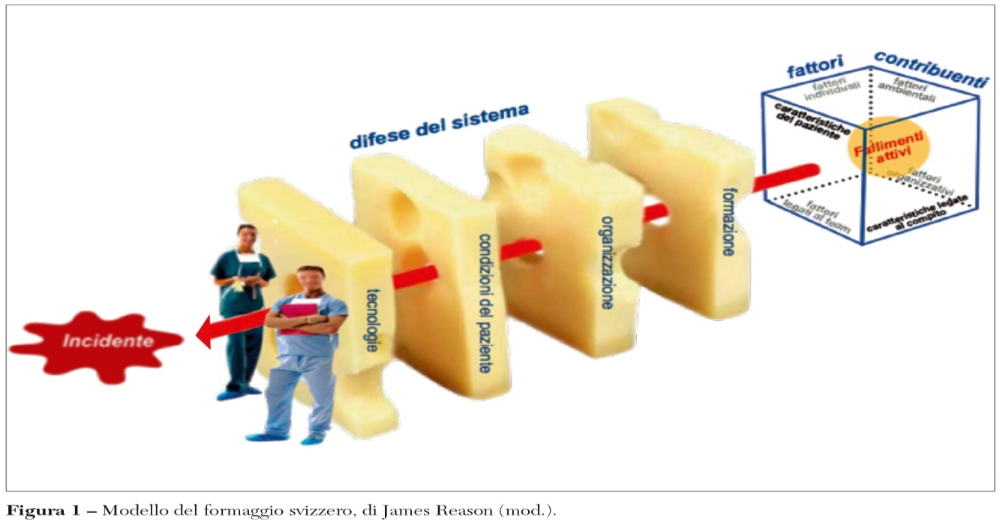 fattori contribuenti
fattori
individuali
fattori
ambientali
caratteristiche
del paziente
Fallimenti
attivi
fattori
organizzativi
fattori
legati al team
caratteristiche legate
al compito
difese del sistema
formazione
organizzazione
condizioni del paziente
tecnologie
Incidente
Figura 1 – Modello del formaggio svizzero, di James Reason (mod.).